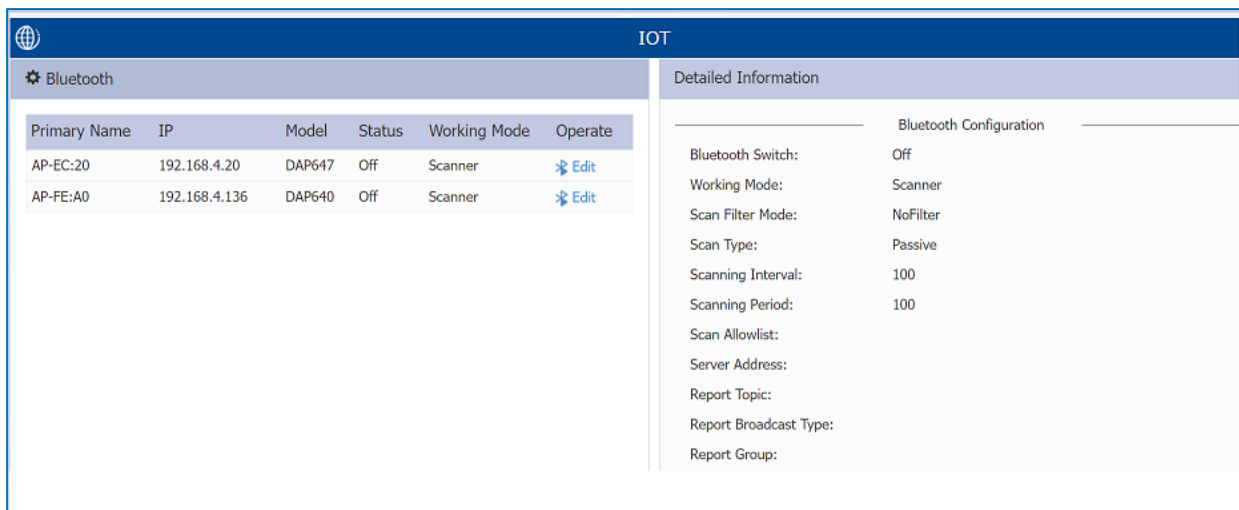 IOT
Bluetooth
Primary Name IP Model Status Working Mode Operate
AP-EC:20 192.168.4.20 DAP647 Off Scanner Edit
AP-FE:A0 192.168.4.136 DAP640 Off Scanner Edit
Detailed Information
Bluetooth Configuration
Bluetooth Switch: Off
Working Mode: Scanner
Scan Filter Mode: NoFilter
Scan Type: Passive
Scanning Interval: 100
Scanning Period: 100
Scan Allowlist:
Server Address:
Report Topic:
Report Broadcast Type:
Report Group: